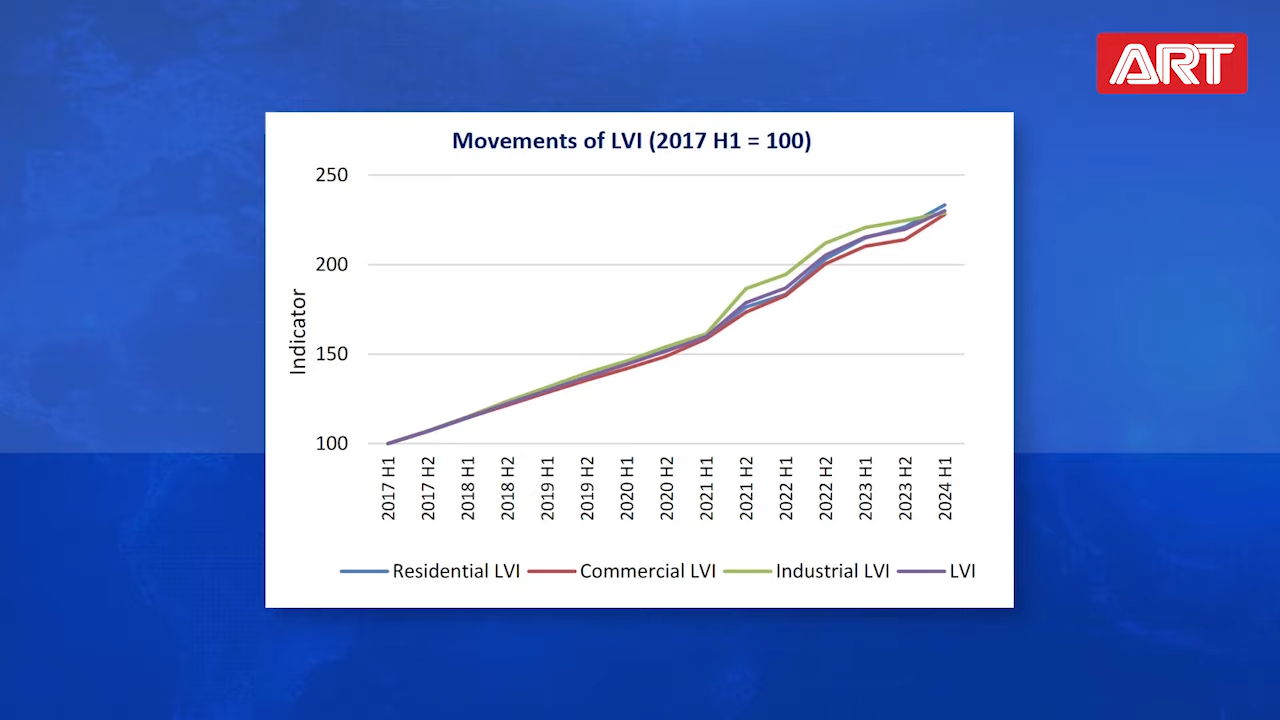 ART
Movements of LVI (2017 H1 = 100)
250
200
150
100
Indicator
2017 H1
2017 H2
2018 H1
2018 H2
2019 H1
2019 H2
2020 H1
2020 H2
2021 H1
2021 H2
2022 H1
2022 H2
2023 H1
2023 H2
2024 H1
Residential LVI Commercial LVI Industrial LVI LVI